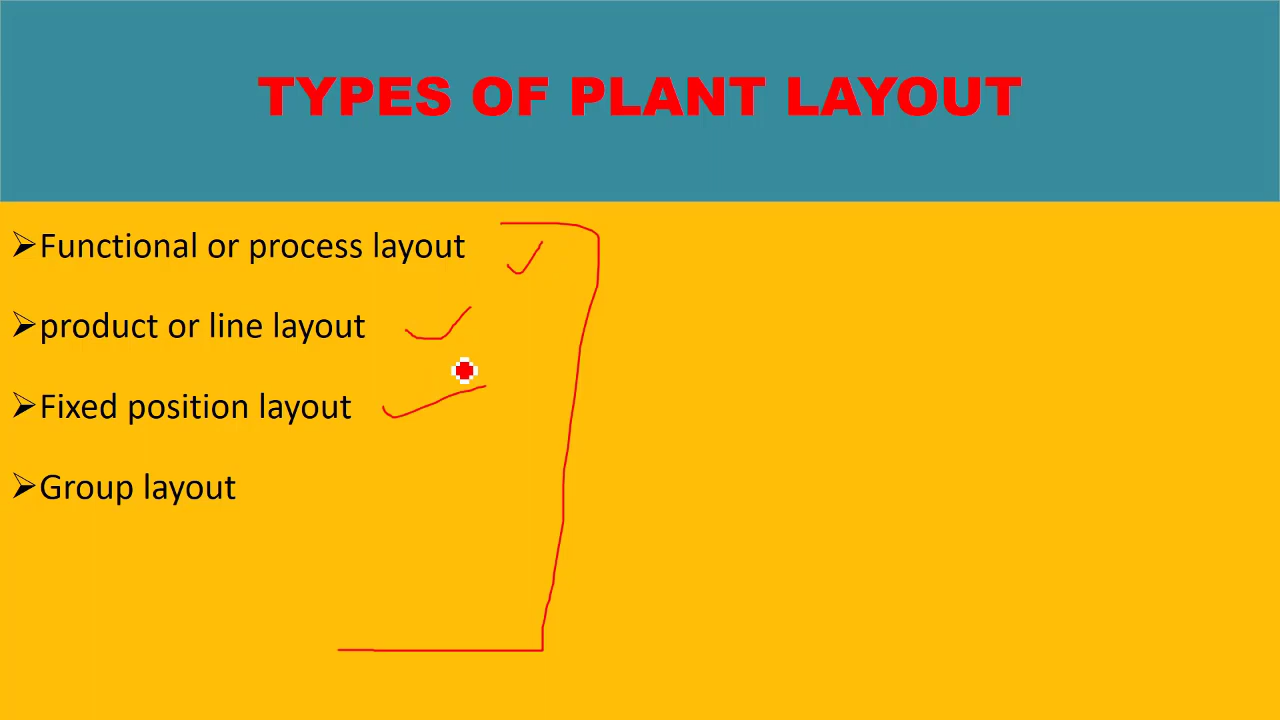 TYPES OF PLANT LAYOUT
➢Functional or process layout
➢product or line layout
➢Fixed position layout
➢Group layout